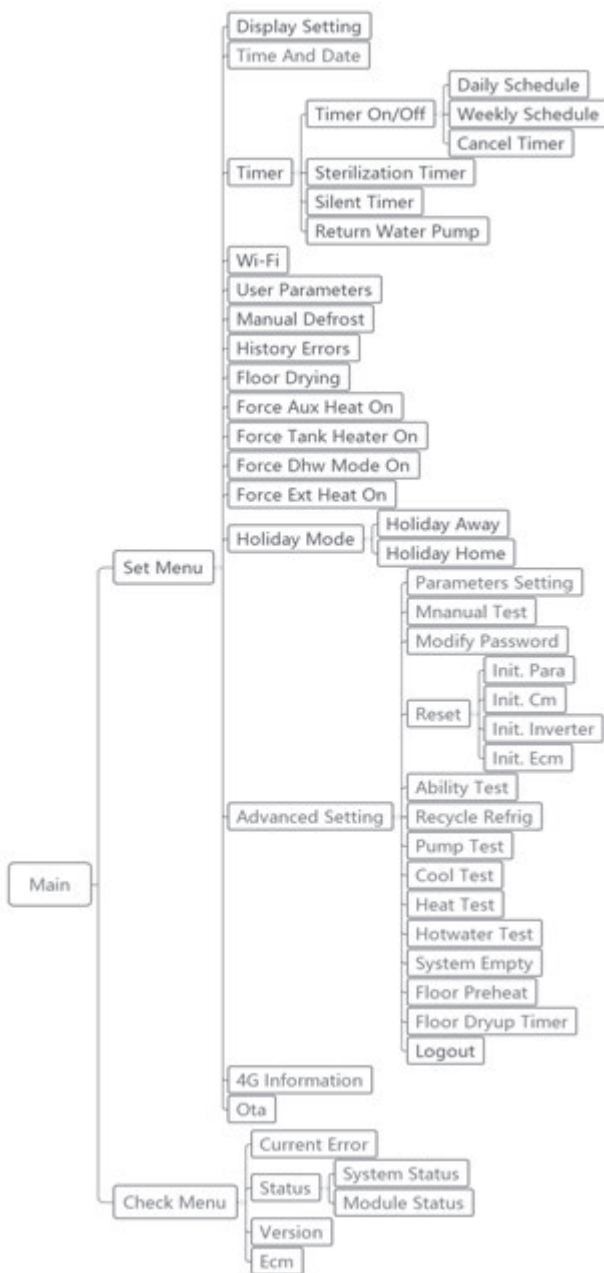 Display Setting
Time And Date
Daily Schedule
Timer On/Off
Weekly Schedule
Cancel Timer
Timer
Sterilization Timer
Silent Timer
Return Water Pump
Wi-Fi
User Parameters
Manual Defrost
History Errors
Floor Drying
Force Aux Heat On
Force Tank Heater On
Force Dhw Mode On
Force Ext Heat On
Holiday Away
Holiday Mode
Holiday Home
Set Menu
Parameters Setting
Mnanual Test
Modify Password
Init. Para
Init. Cm
Reset
Init. Inverter
Init. Ecm
Ability Test
Advanced Setting
Recycle Refrig
Pump Test
Cool Test
Main
Heat Test
Hotwater Test
System Empty
Floor Preheat
Floor Dryup Timer
Logout
4G Information
Ota
Current Error
System Status
Status
Module Status
Check Menu
Version
Ecm